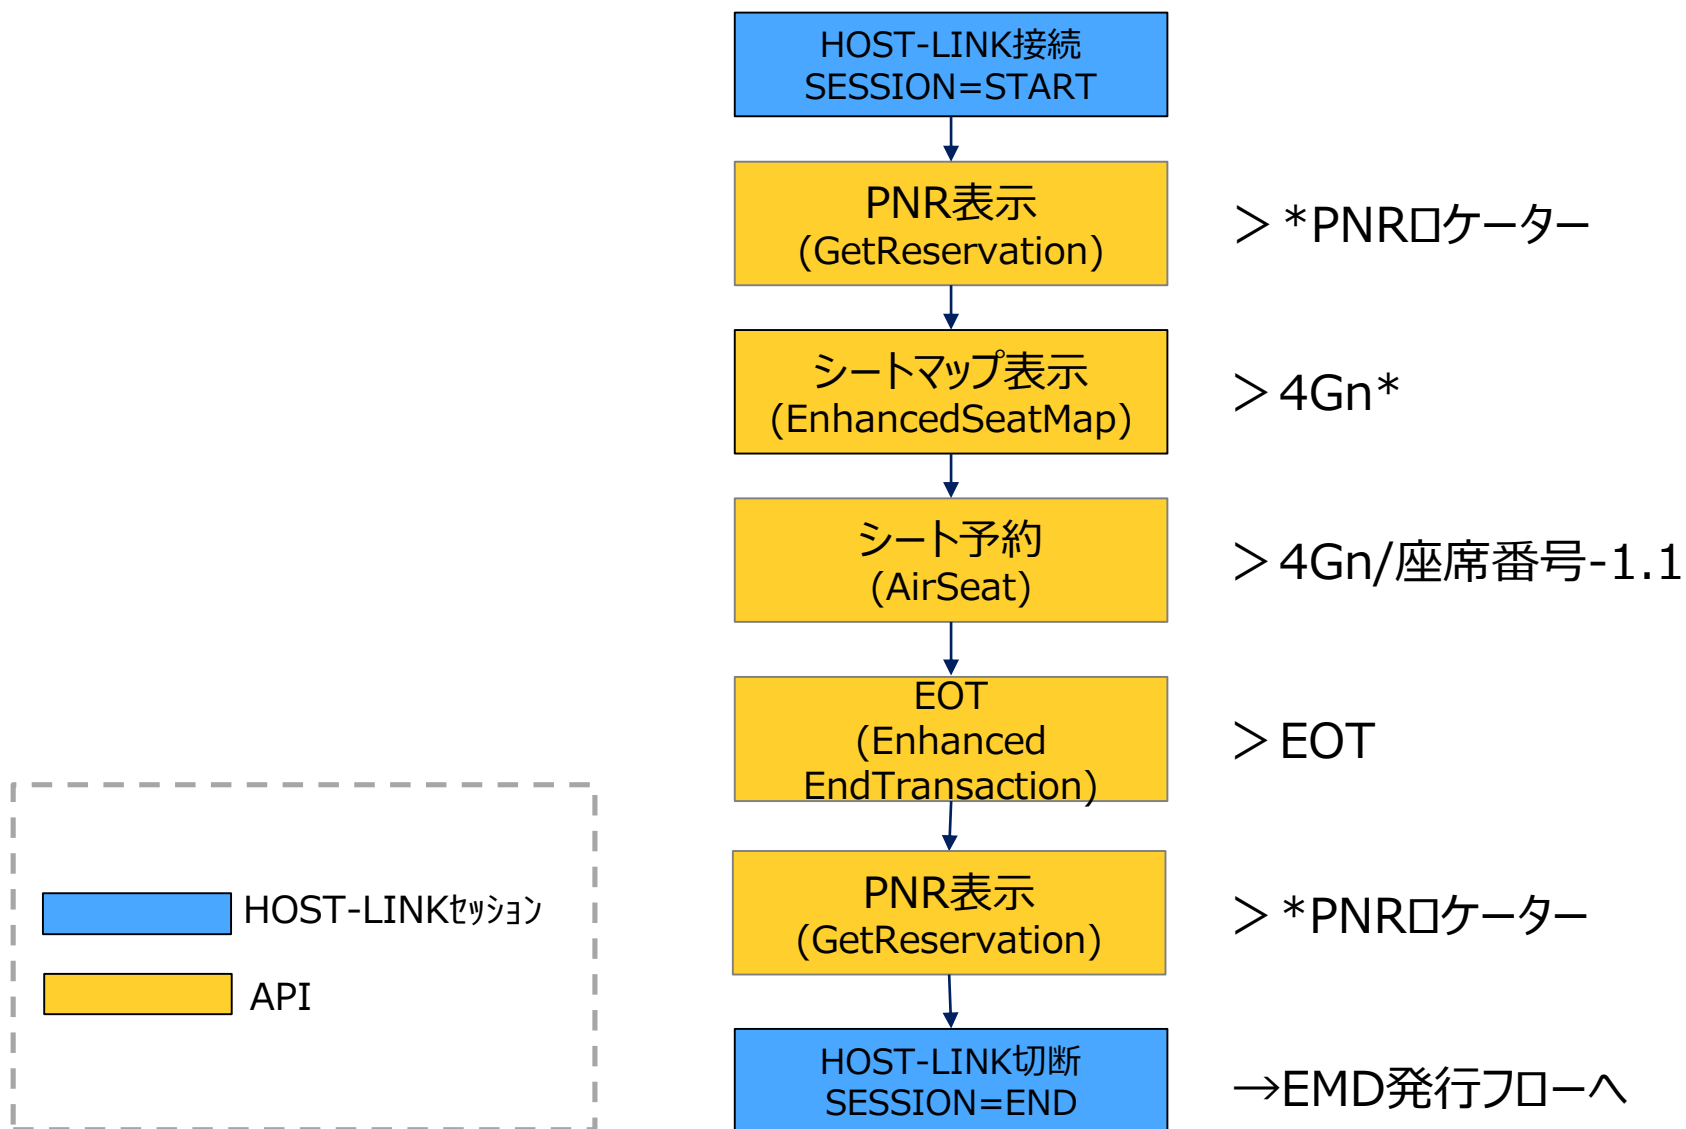 HOST-LINK接続
SESSION=START
PNR表示
(GetReservation)
＞*PNRロケーター
シートマップ表示
(EnhancedSeatMap)
＞4Gn*
シート予約
(AirSeat)
＞4Gn/座席番号-1.1
EOT
(Enhanced
EndTransaction)
＞EOT
PNR表示
(GetReservation)
＞*PNRロケーター
HOST-LINK切断
SESSION=END
→EMD発行フローへ
HOST-LINKｾｯｼｮﾝ
API